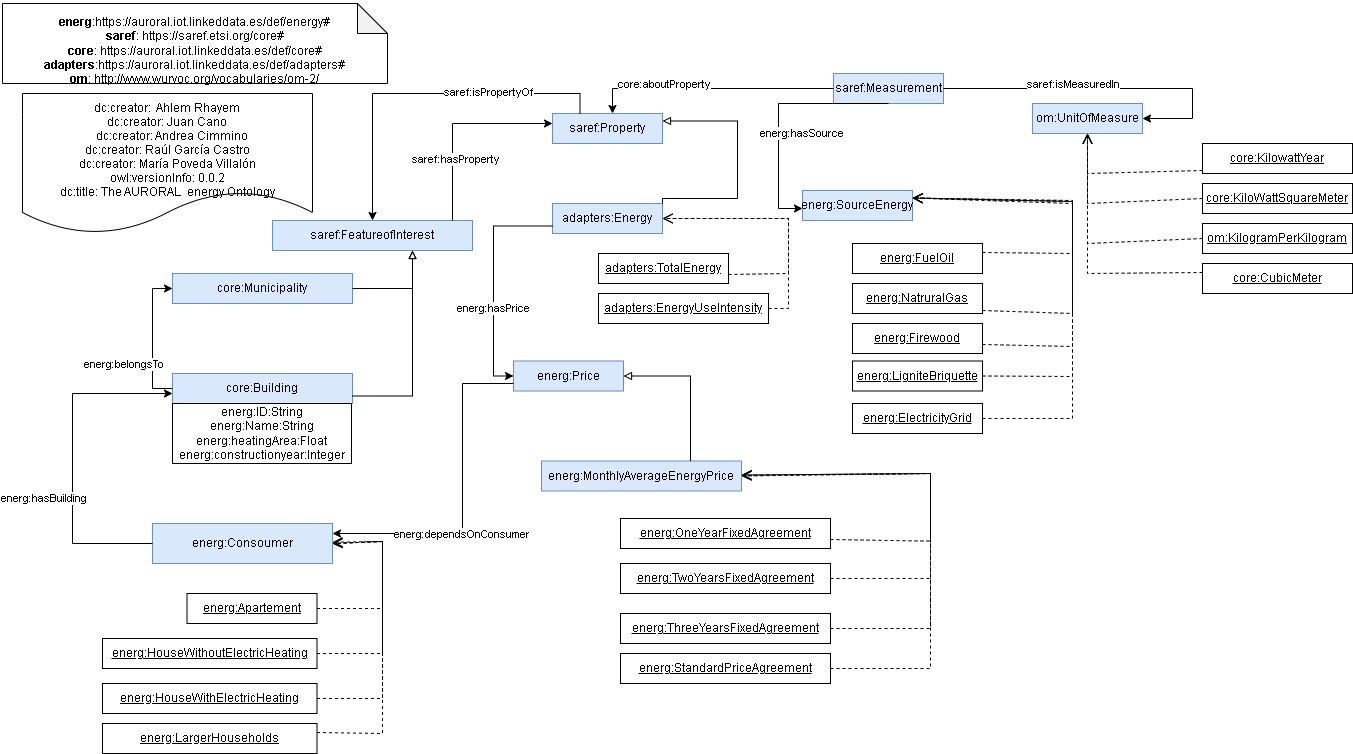 energ:https://auroral.iot.linkeddata.es/def/energy#
saref: https://saref.etsi.org/core#
core: https://auroral.iot.linkeddata.es/def/core#
adapters:https://auroral.iot.linkeddata.es/def/adapters#
om: http://www.wurvoc.org/vocabularies/om-2/
dc:creator: Ahlem Rhayem
dc:creator: Juan Cano
dc:creator: Andrea Cimmino
dc:creator: Raúl García Castro
dc:creator: María Poveda Villalón
owl:versionInfo: 0.0.2
dc:title: The AURORAL energy Ontology
saref:isPropertyOf
core:aboutProperty
saref:Measurement
saref:isMeasuredIn
saref:Property
energ:hasSource
om:UnitOfMeasure
saref:hasProperty
core:KilowattYear
core:KiloWattSquareMeter
om:KilogramPerKilogram
core:CubicMeter
adapters:Energy
energ:SourceEnergy
saref:FeatureofInterest
adapters:TotalEnergy
adapters:EnergyUseIntensity
energ:FuelOil
energ:NatruralGas
energ:Firewood
energ:LigniteBriquette
energ:ElectricityGrid
core:Municipality
energ:hasPrice
energ:belongsTo
energ:Price
core:Building
energ:ID:String
energ:Name:String
energ:heatingArea:Float
energ:constructionyear:Integer
energ:MonthlyAverageEnergyPrice
energ:hasBuilding
energ:dependsOnConsumer
energ:Consoumer
energ:OneYearFixedAgreement
energ:TwoYearsFixedAgreement
energ:ThreeYearsFixedAgreement
energ:StandardPriceAgreement
energ:Apartement
energ:HouseWithoutElectricHeating
energ:HouseWithElectricHeating
energ:LargerHouseholds